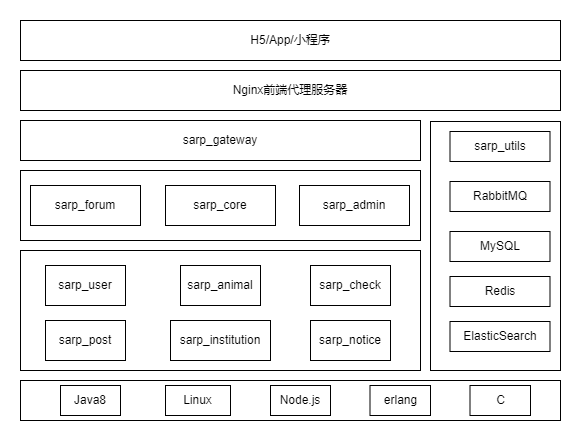 H5/App/小程序
Nginx前端代理服务器
sarp_gateway
sarp_forum
sarp_core
sarp_admin
sarp_user
sarp_animal
sarp_check
sarp_post
sarp_institution
sarp_notice
sarp_utils
RabbitMQ
MySQL
Redis
ElasticSearch
Java8
Linux
Node.js
erlang
C